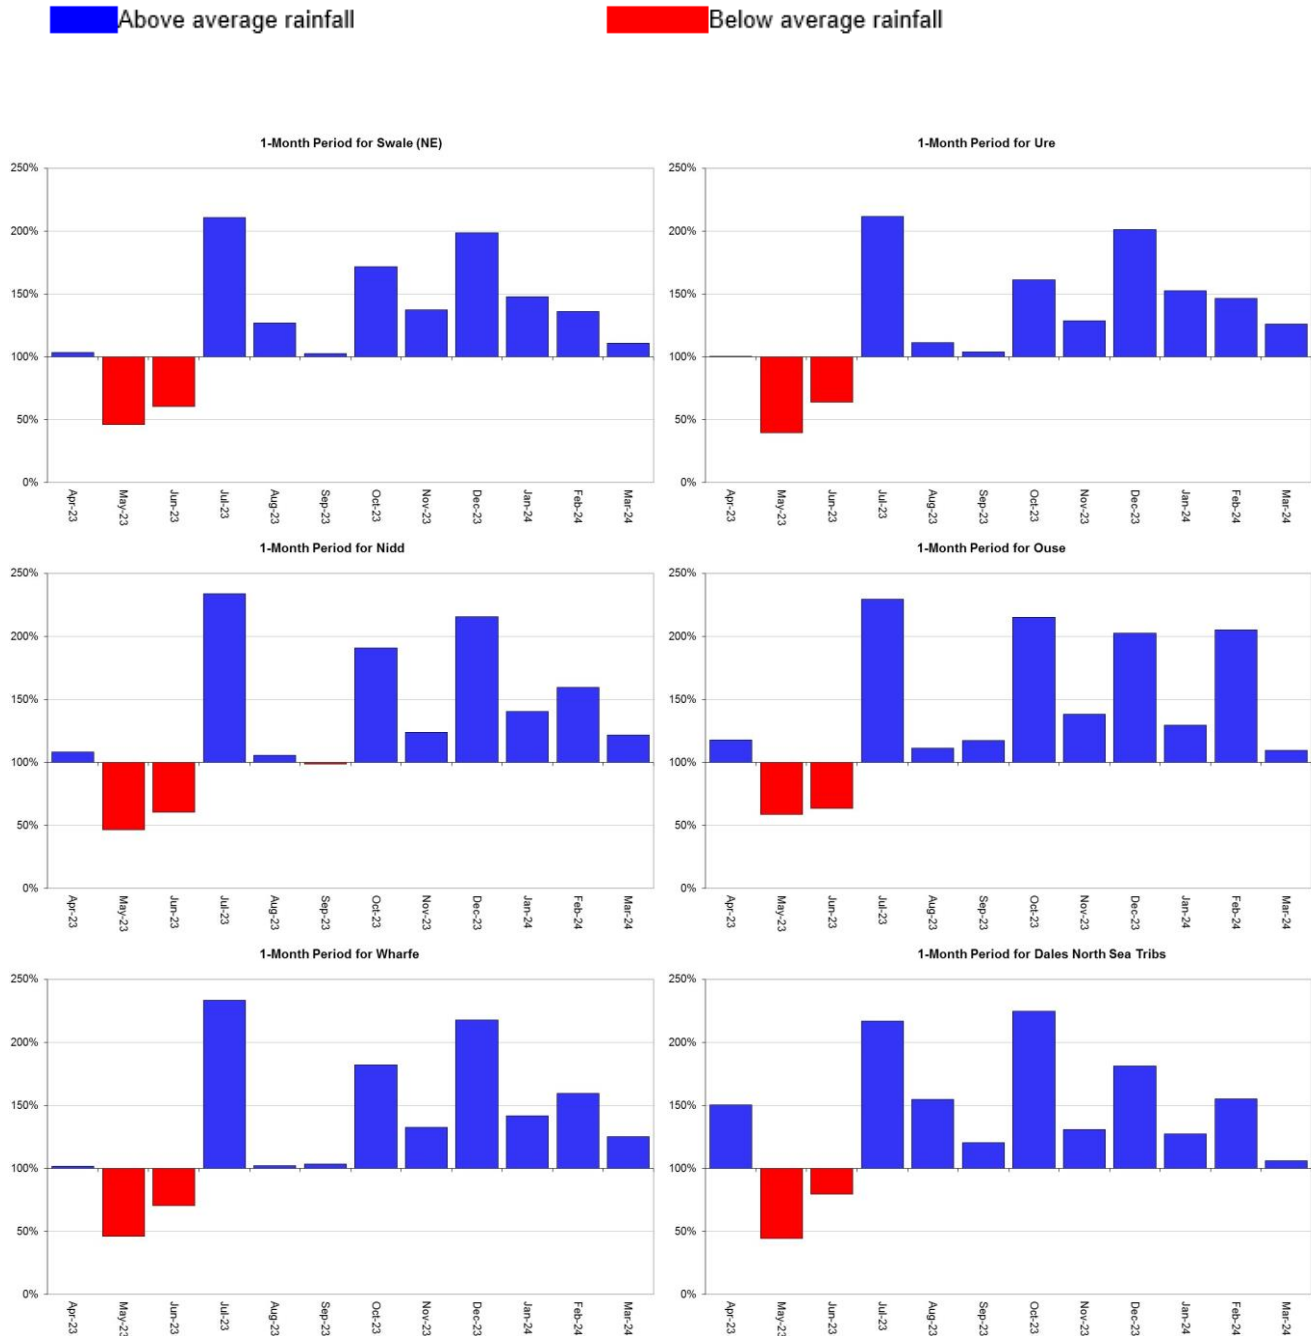 Above average rainfall Below average rainfall
1-Month Period for Swale (NE)
250%
200%
150%
100%
50%
0%
Apr-23 May-23 Jun-23 Jul-23 Aug-23 Sep-23 Oct-23 Nov-23 Dec-23 Jan-24 Feb-24 Mar-24
1-Month Period for Ure
250%
200%
150%
100%
50%
0%
Apr-23 May-23 Jun-23 Jul-23 Aug-23 Sep-23 Oct-23 Nov-23 Dec-23 Jan-24 Feb-24 Mar-24
1-Month Period for Nidd
250%
200%
150%
100%
50%
0%
Apr-23 May-23 Jun-23 Jul-23 Aug-23 Sep-23 Oct-23 Nov-23 Dec-23 Jan-24 Feb-24 Mar-24
1-Month Period for Ouse
250%
200%
150%
100%
50%
0%
Apr-23 May-23 Jun-23 Jul-23 Aug-23 Sep-23 Oct-23 Nov-23 Dec-23 Jan-24 Feb-24 Mar-24
1-Month Period for Wharfe
250%
200%
150%
100%
50%
0%
Apr-23 May-23 Jun-23 Jul-23 Aug-23 Sep-23 Oct-23 Nov-23 Dec-23 Jan-24 Feb-24 Mar-24
1-Month Period for Dales North Sea Tribs
250%
200%
150%
100%
50%
0%
Apr-23 May-23 Jun-23 Jul-23 Aug-23 Sep-23 Oct-23 Nov-23 Dec-23 Jan-24 Feb-24 Mar-24